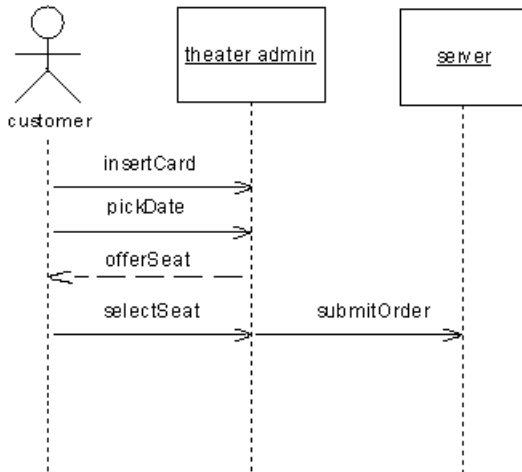 theater admin
server
customer
insertCard
pickDate
offerSeat
selectSeat
submitOrder